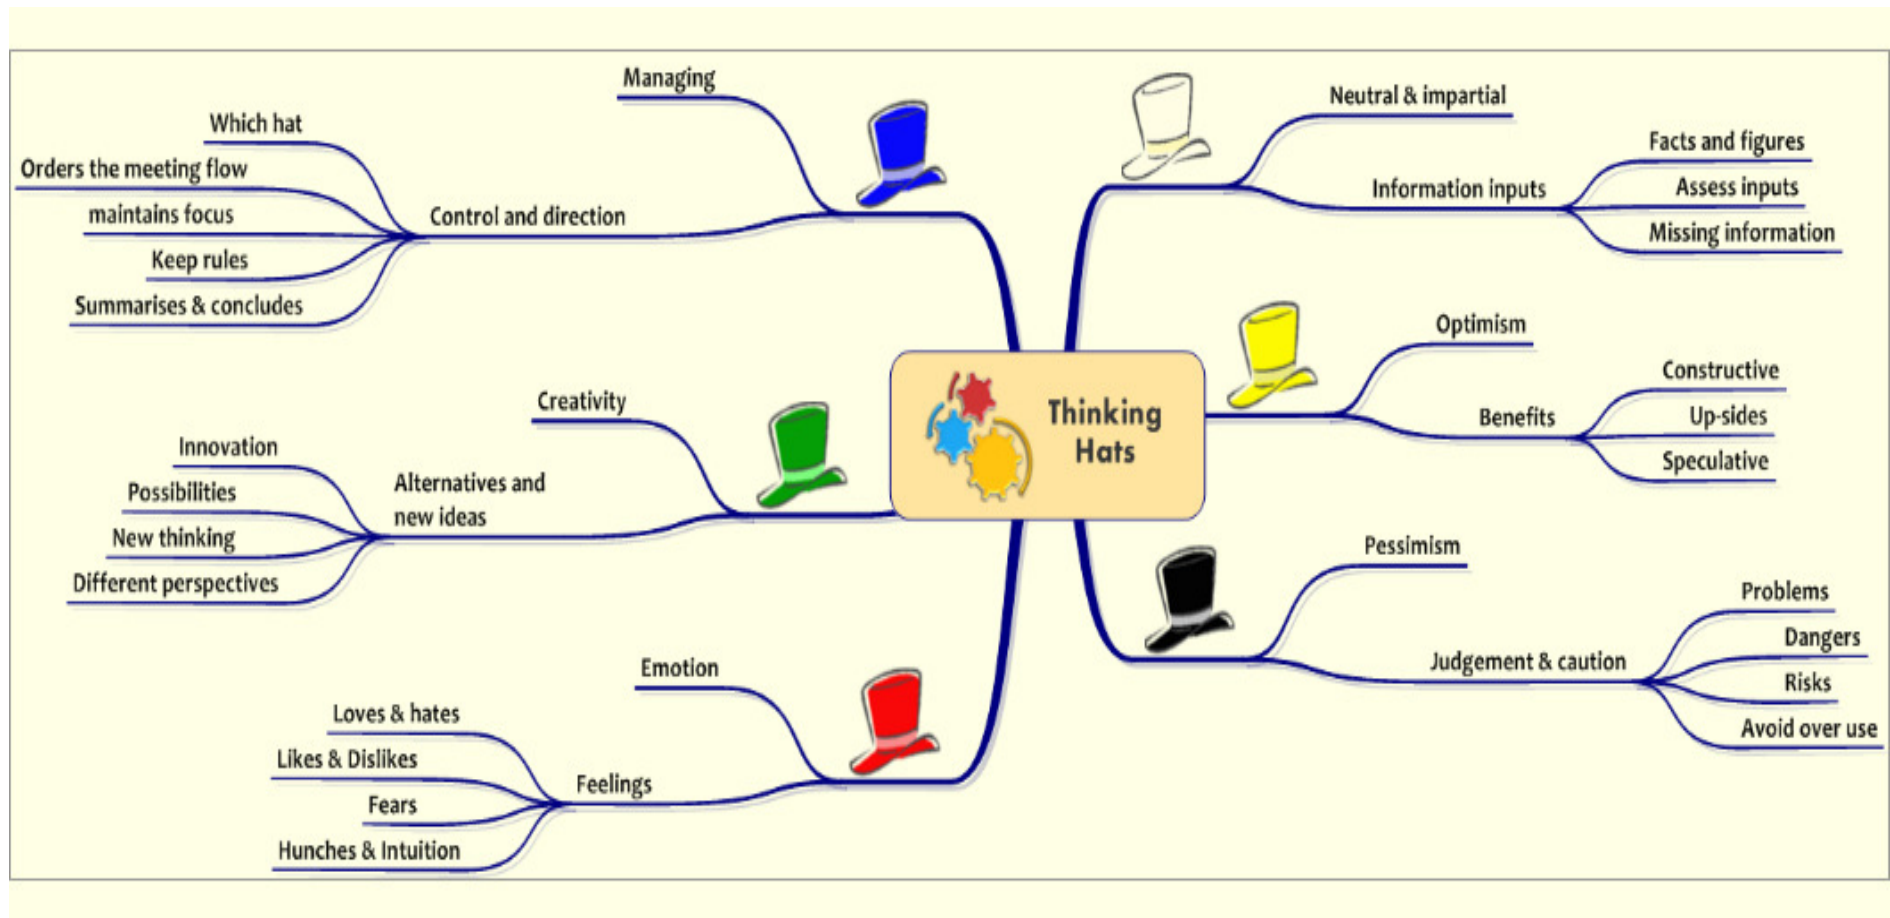 Thinking
Hats
Neutral & impartial
Information inputs
Facts and figures
Assess inputs
Missing information
Optimism
Benefits
Constructive
Up-sides
Speculative
Pessimism
Judgement & caution
Problems
Dangers
Risks
Avoid over use
Managing
Control and direction
Which hat
Orders the meeting flow
maintains focus
Keep rules
Summarises & concludes
Creativity
Alternatives and
new ideas
Innovation
Possibilities
New thinking
Different perspectives
Emotion
Feelings
Loves & hates
Likes & Dislikes
Fears
Hunches & Intuition